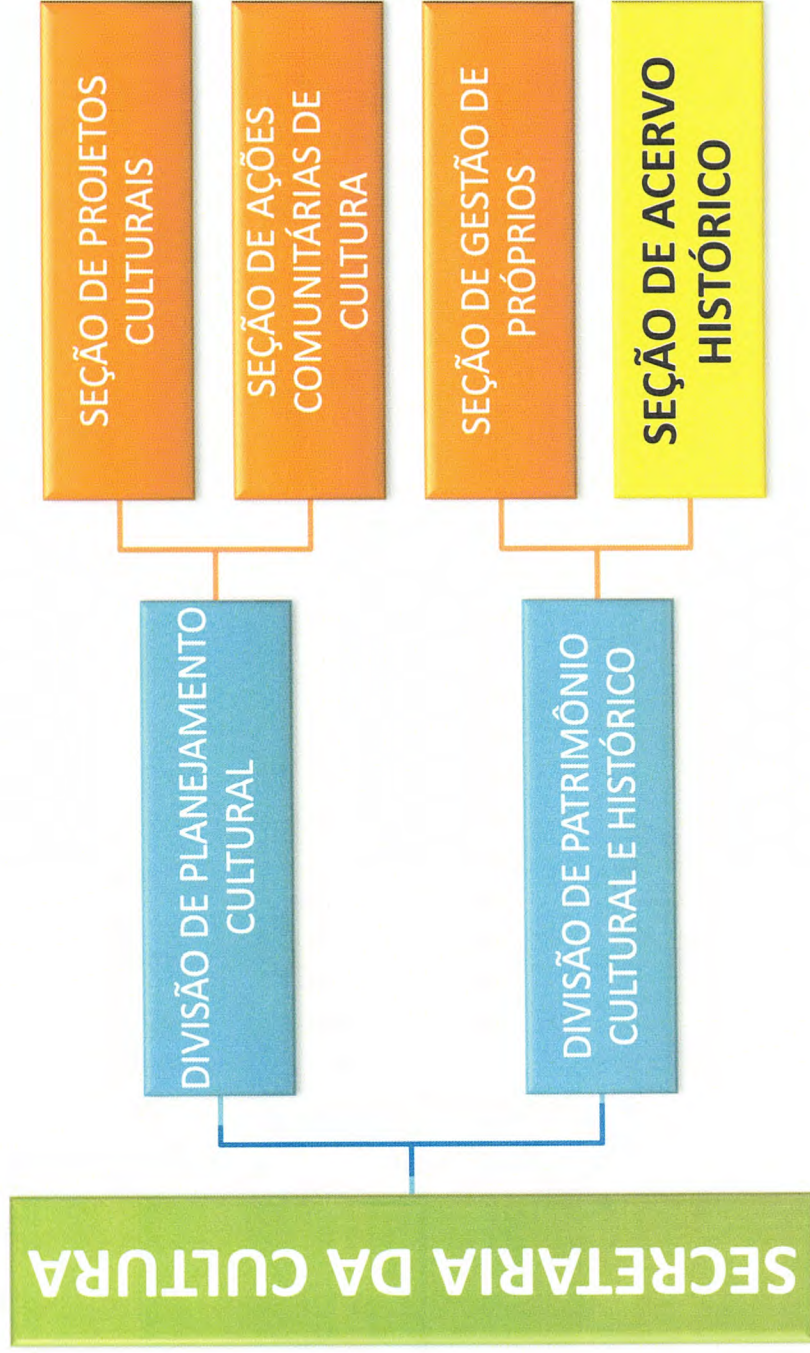 SECRETARIA DA CULTURA
DIVISÃO DE PLANEJAMENTO
CULTURAL
SEÇÃO DE PROJETOS
CULTURAIS
SEÇÃO DE AÇÕES
COMUNITÁRIAS DE
CULTURA
DIVISÃO DE PATRIMÔNIO
CULTURAL E HISTÓRICO
SEÇÃO DE GESTÃO DE
PRÓPRIOS
SEÇÃO DE ACERVO
HISTÓRICO